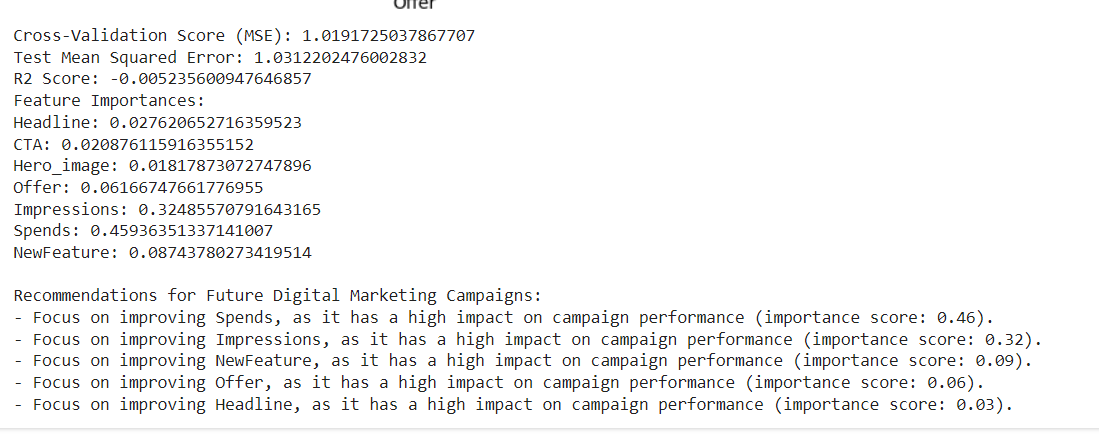 Offer
Cross-Validation Score (MSE): 1.0191725037867707
Test Mean Squared Error: 1.0312202476002832
R2 Score: -0.005235600947646857
Feature Importances:
Headline: 0.027620652716359523
CTA: 0.020876115916355152
Hero_image: 0.01817873072747896
Offer: 0.06166747661776955
Impressions: 0.32485570791643165
Spends: 0.45936351337141007
NewFeature: 0.08743780273419514
Recommendations for Future Digital Marketing Campaigns:
- Focus on improving Spends, as it has a high impact on campaign performance (importance score: 0.46).
- Focus on improving Impressions, as it has a high impact on campaign performance (importance score: 0.32).
- Focus on improving NewFeature, as it has a high impact on campaign performance (importance score: 0.09).
- Focus on improving Offer, as it has a high impact on campaign performance (importance score: 0.06).
- Focus on improving Headline, as it has a high impact on campaign performance (importance score: 0.03).